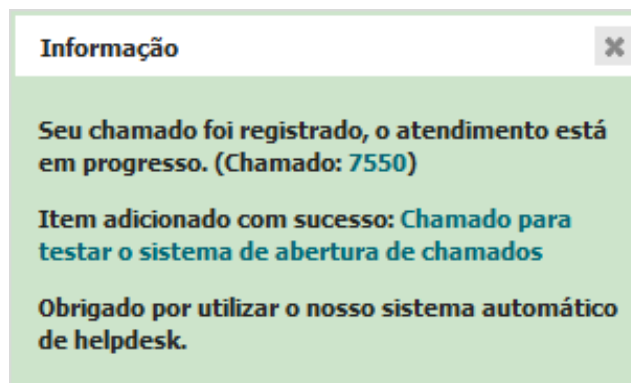 Informação
Seu chamado foi registrado, o atendimento está
em progresso. (Chamado: 7550)
Item adicionado com sucesso: Chamado para
testar o sistema de abertura de chamados
Obrigado por utilizar o nosso sistema automático
de helpdesk.